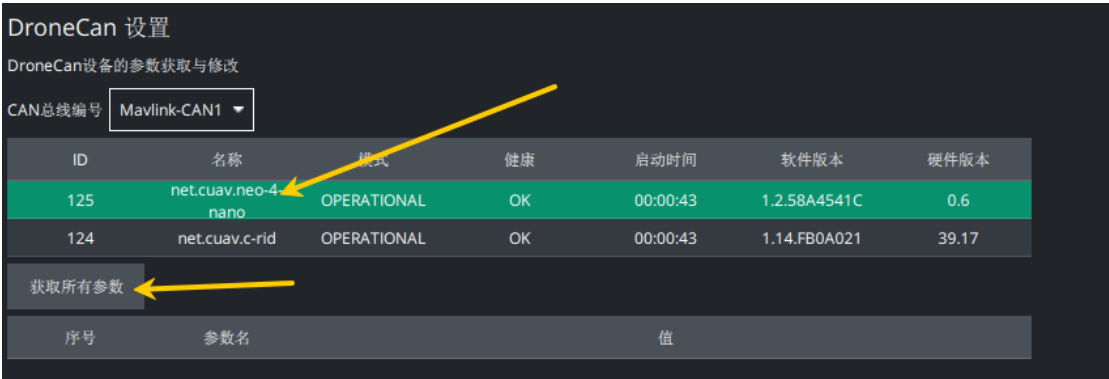 DroneCan 设置
DroneCan设备的参数获取与修改
CAN总线编号 Mavlink-CAN1
ID 名称 模式 健康 启动时间 软件版本 硬件版本
125 net.cuav.neo-4-nano OPERATIONAL OK 00:00:43 1.2.58A4541C 0.6
124 net.cuav.c-rid OPERATIONAL OK 00:00:43 1.14.FB0A021 39.17
获取所有参数
序号 参数名 值